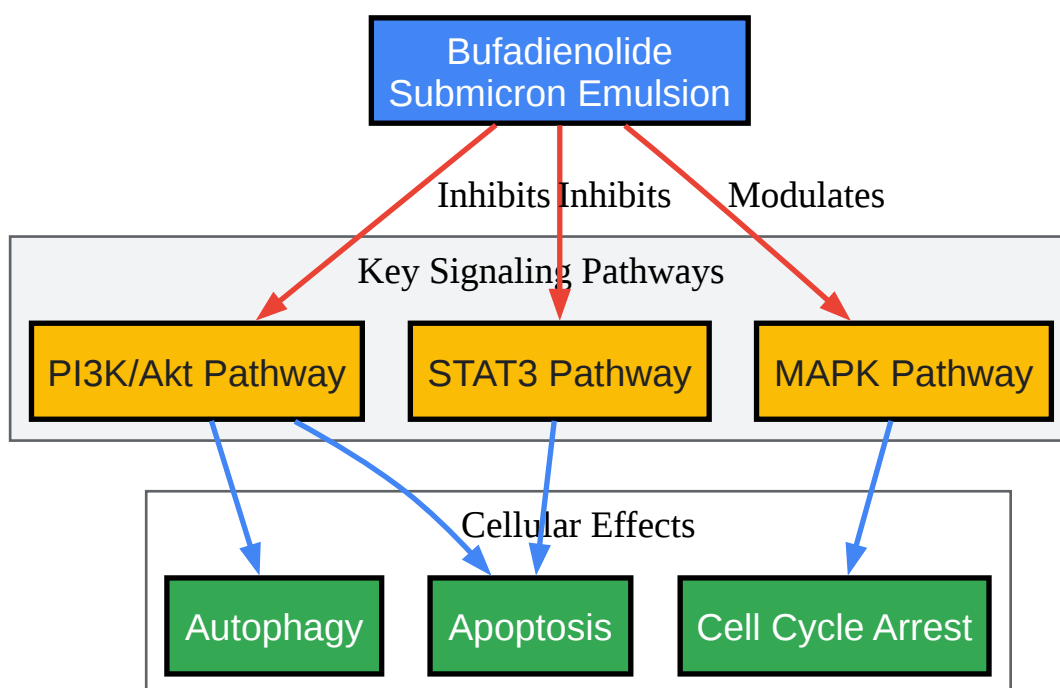 Bufadienolide
Submicron Emulsion
Inhibits
Inhibits
Modulates
Key Signaling Pathways
PI3K/Akt Pathway
STAT3 Pathway
MAPK Pathway
Cellular Effects
Autophagy
Apoptosis
Cell Cycle Arrest